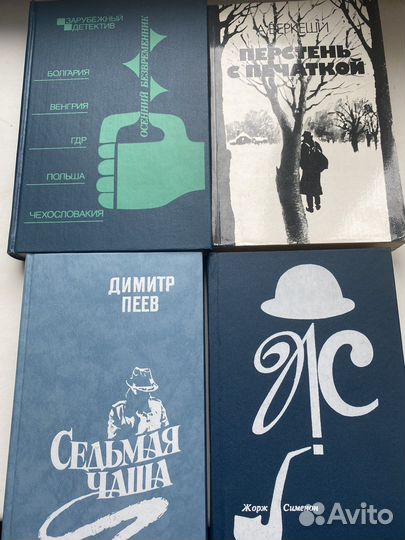 ЗАРУБЕЖНЫЙ
ДЕТЕКТИВ
БОЛГАРИЯ
ВЕНГРИЯ
ГДР
ПОЛЬША
ЧЕХОСЛОВАКИЯ
ОСЕННИЙ БЕЗВРЕМЕННИК
А.БЕРКЕШИ
ПЕРСТЕНЬ
С ПЕЧАТКОЙ
ДИМИТР
ПЕЕВ
СЕДЬМАЯ
ЧАША
ЖС
Жорж Сименон
Avito